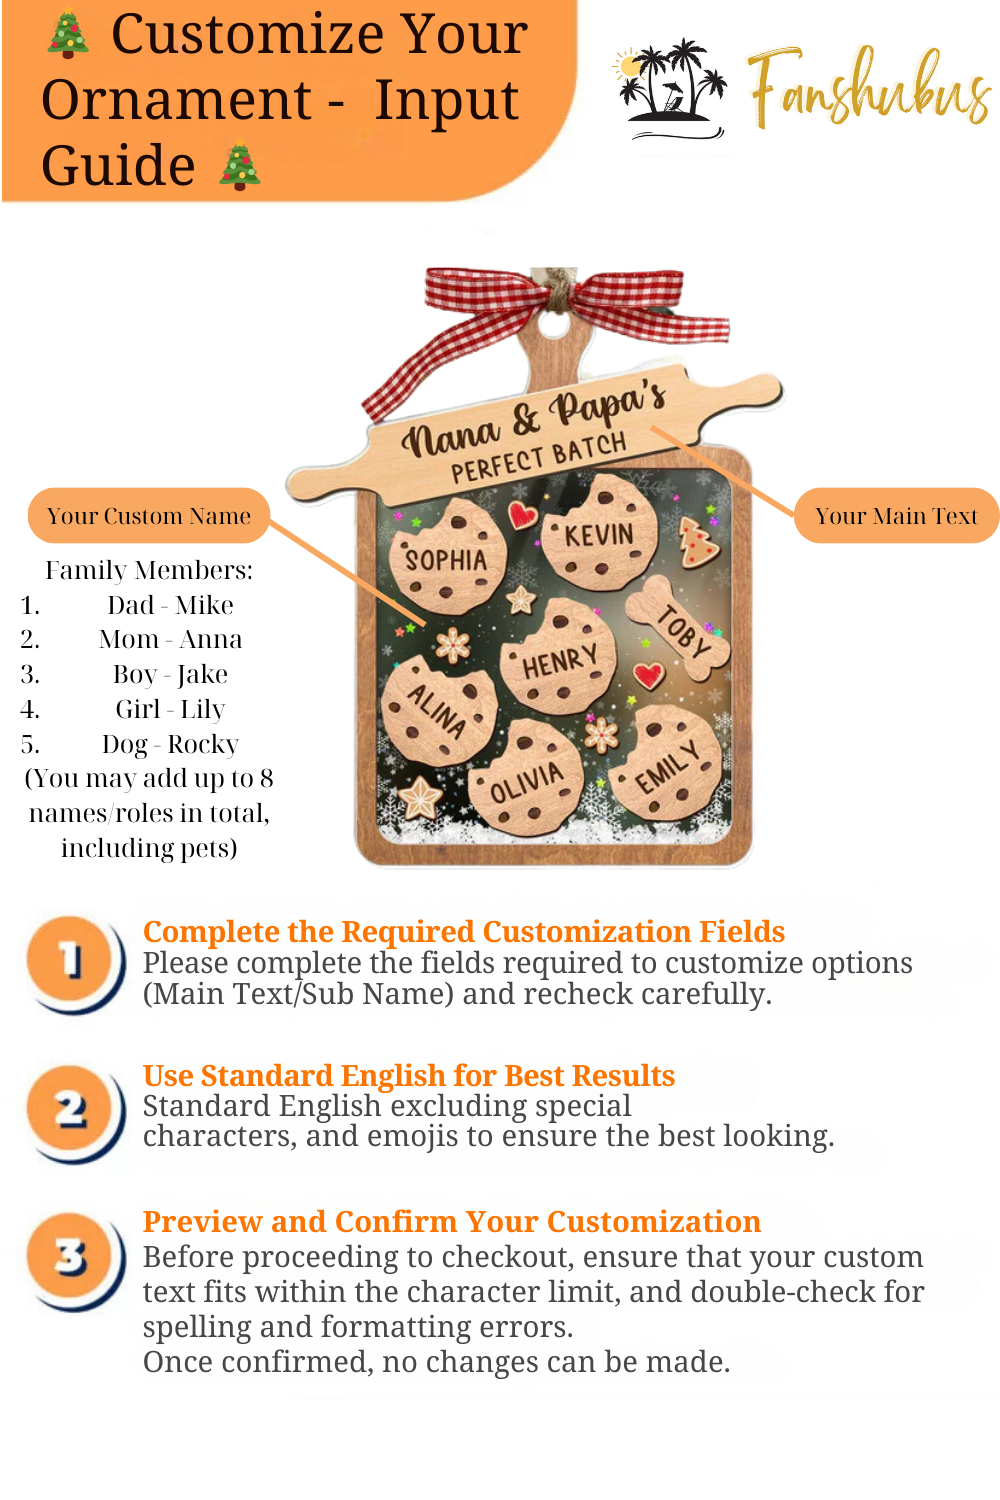 🎄 Customize Your
Ornament - Input
Guide 🎄
Fanshubus
Nana & Papa's
PERFECT BATCH
Your Custom Name
Your Main Text
SOPHIA
KEVIN
TOBY
HENRY
ALINA
OLIVIA
EMILY
Family Members:
1. Dad - Mike
2. Mom - Anna
3. Boy - Jake
4. Girl - Lily
5. Dog - Rocky
(You may add up to 8
names/roles in total,
including pets)
1
Complete the Required Customization Fields
Please complete the fields required to customize options
(Main Text/Sub Name) and recheck carefully.
2
Use Standard English for Best Results
Standard English excluding special
characters, and emojis to ensure the best looking.
3
Preview and Confirm Your Customization
Before proceeding to checkout, ensure that your custom
text fits within the character limit, and double-check for
spelling and formatting errors.
Once confirmed, no changes can be made.